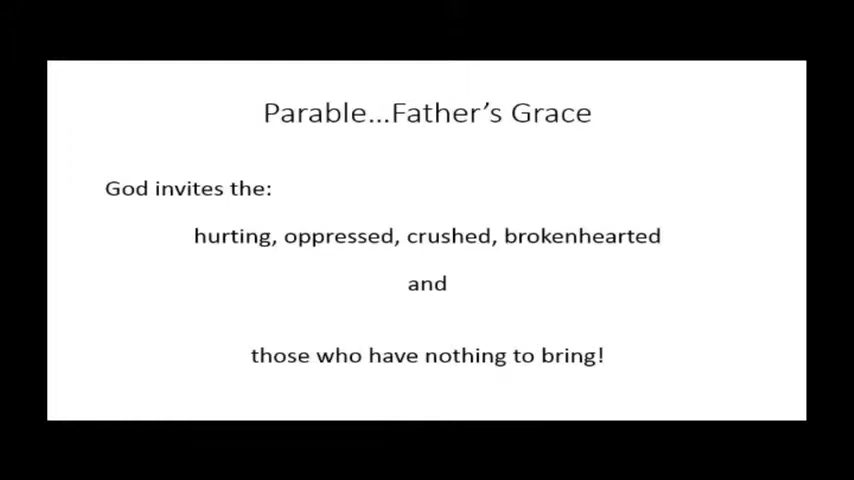 Parable...Father’s Grace
God invites the:
hurting, oppressed, crushed, brokenhearted
and
those who have nothing to bring!